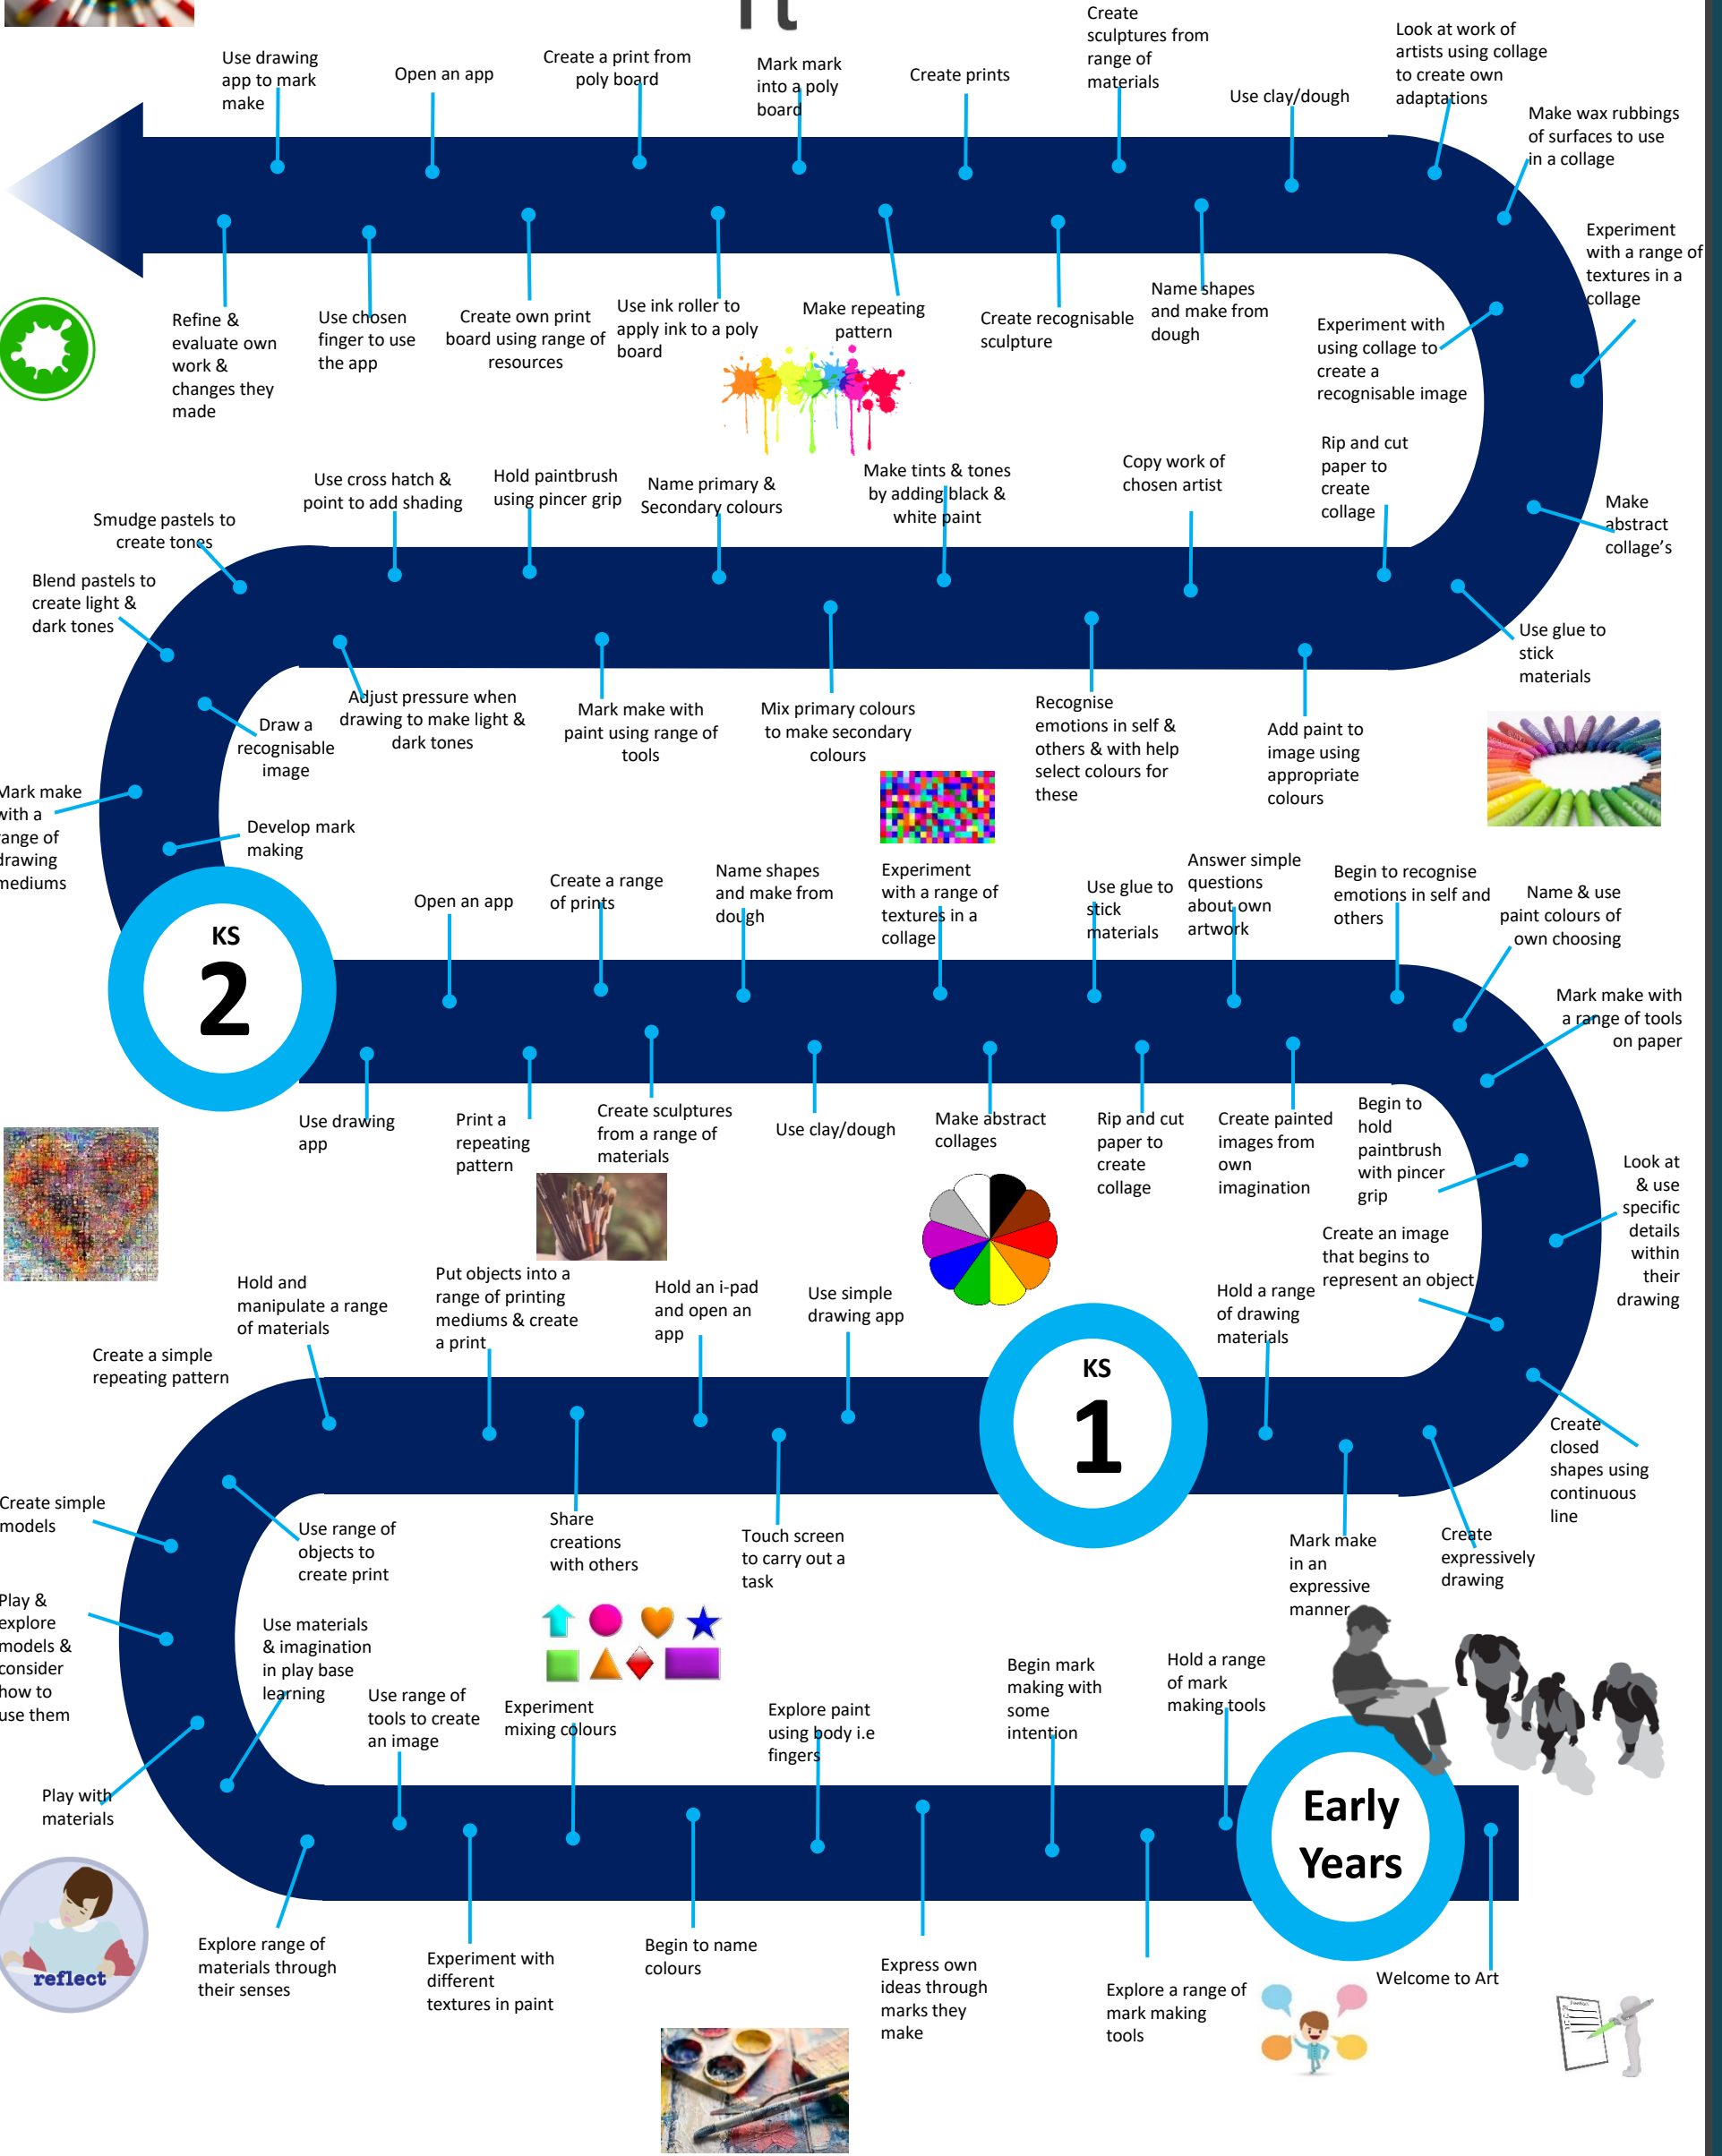 rt
Create
sculptures from
range of
materials
Look at work of
artists using collage
to create own
adaptations
Use drawing
app to mark
make
Open an app
Create a print from
poly board
Mark mark
into a poly
board
Create prints
Use clay/dough
Make wax rubbings
of surfaces to use
in a collage
Experiment
with a range of
textures in a
collage
Refine &
evaluate own
work &
changes they
made
Use chosen
finger to use
the app
Create own print
board using range of
resources
Use ink roller to
apply ink to a poly
board
Make repeating
pattern
Create recognisable
sculpture
Name shapes
and make from
dough
Experiment with
using collage to
create a
recognisable image
Smudge pastels to
create tones
Use cross hatch &
point to add shading
Hold paintbrush
using pincer grip
Name primary &
Secondary colours
Make tints & tones
by adding black &
white paint
Copy work of
chosen artist
Rip and cut
paper to
create
collage
Make
abstract
collage's
Blend pastels to
create light &
dark tones
Use glue to
stick
materials
Draw a
recognisable
image
Adjust pressure when
drawing to make light &
dark tones
Mark make with
paint using range of
tools
Mix primary colours
to make secondary
colours
Recognise
emotions in self &
others & with help
select colours for
these
Add paint to
image using
appropriate
colours
Mark make
with a
range of
drawing
mediums
Develop mark
making
KS
2
Open an app
Create a range
of prints
Name shapes
and make from
dough
Experiment
with a range of
textures in a
collage
Use glue to
stick
materials
Answer simple
questions
about own
artwork
Begin to recognise
emotions in self and
others
Name & use
paint colours of
own choosing
Mark make with
a range of tools
on paper
Use drawing
app
Print a
repeating
pattern
Create sculptures
from a range of
materials
Use clay/dough
Make abstract
collages
Rip and cut
paper to
create
collage
Create painted
images from
own
imagination
Begin to
hold
paintbrush
with pincer
grip
Look at
& use
specific
details
within
their
drawing
Create an image
that begins to
represent an object
Create a simple
repeating pattern
Hold and
manipulate a range
of materials
Put objects into a
range of printing
mediums & create
a print
Hold an i-pad
and open an
app
Use simple
drawing app
KS
1
Hold a range
of drawing
materials
Create
closed
shapes using
continuous
line
Create simple
models
Use range of
objects to
create print
Share
creations
with others
Touch screen
to carry out a
task
Mark make
in an
expressive
manner
Create
expressively
drawing
Play &
explore
models &
consider
how to
use them
Use materials
& imagination
in play base
learning
Play with
materials
Use range of
tools to create
an image
Experiment
mixing colours
Explore paint
using body i.e
fingers
Begin mark
making with
some
intention
Hold a range
of mark
making tools
Early
Years
reflect
Explore range of
materials through
their senses
Experiment with
different
textures in paint
Begin to name
colours
Express own
ideas through
marks they
make
Explore a range of
mark making
tools
Welcome to Art